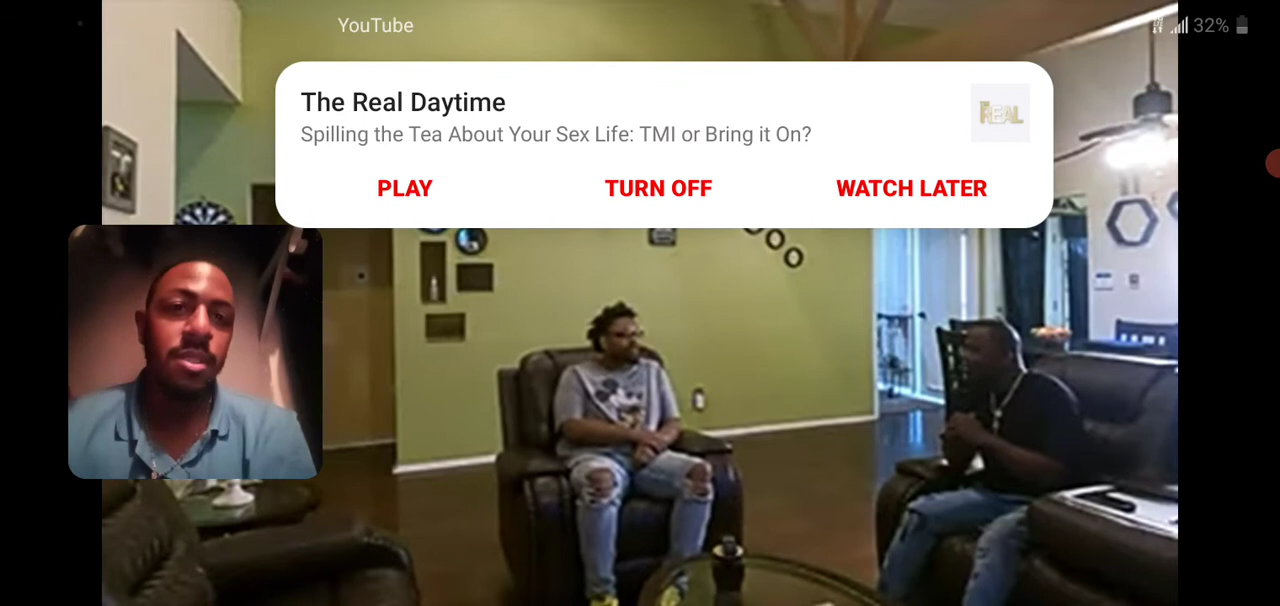 YouTube
32%
The Real Daytime
THE REAL
Spilling the Tea About Your Sex Life: TMI or Bring it On?
PLAY
TURN OFF
WATCH LATER